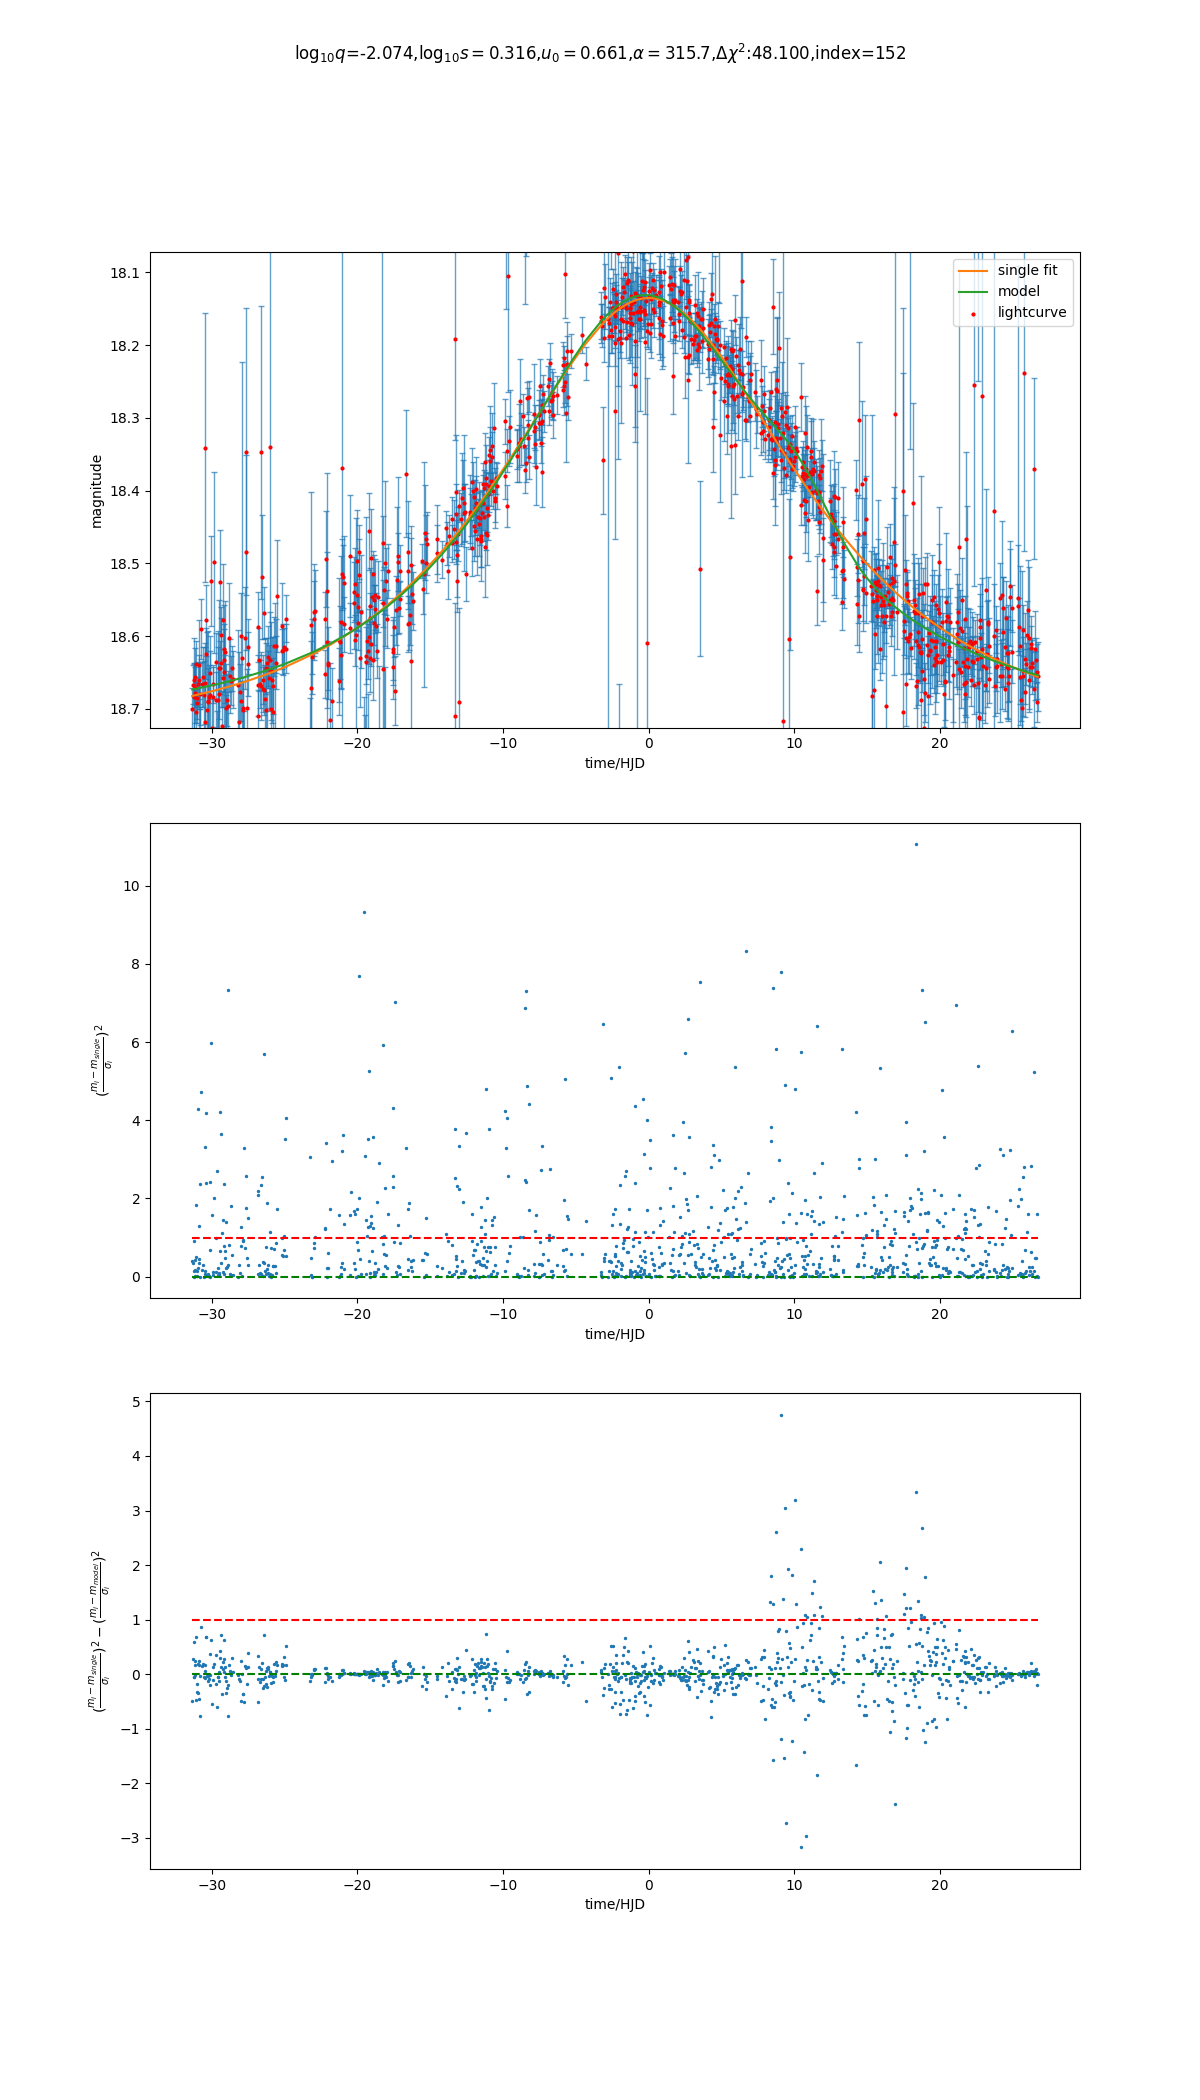 log₁₀q=-2.074,log₁₀s = 0.316,u₀ = 0.661,α = 315.7,Δχ²:48.100,index=152
18.1
18.2
18.3
18.4
18.5
18.6
18.7
magnitude
single fit
model
lightcurve
−30 −20 −10 0 10 20
time/HJD
10
8
6
4
2
0
(mᵢ − m_single / σᵢ)²
−30 −20 −10 0 10 20
time/HJD
5
4
3
2
1
0
−1
−2
−3
(mᵢ − m_single / σᵢ)² − (mᵢ − m_model / σᵢ)²
−30 −20 −10 0 10 20
time/HJD